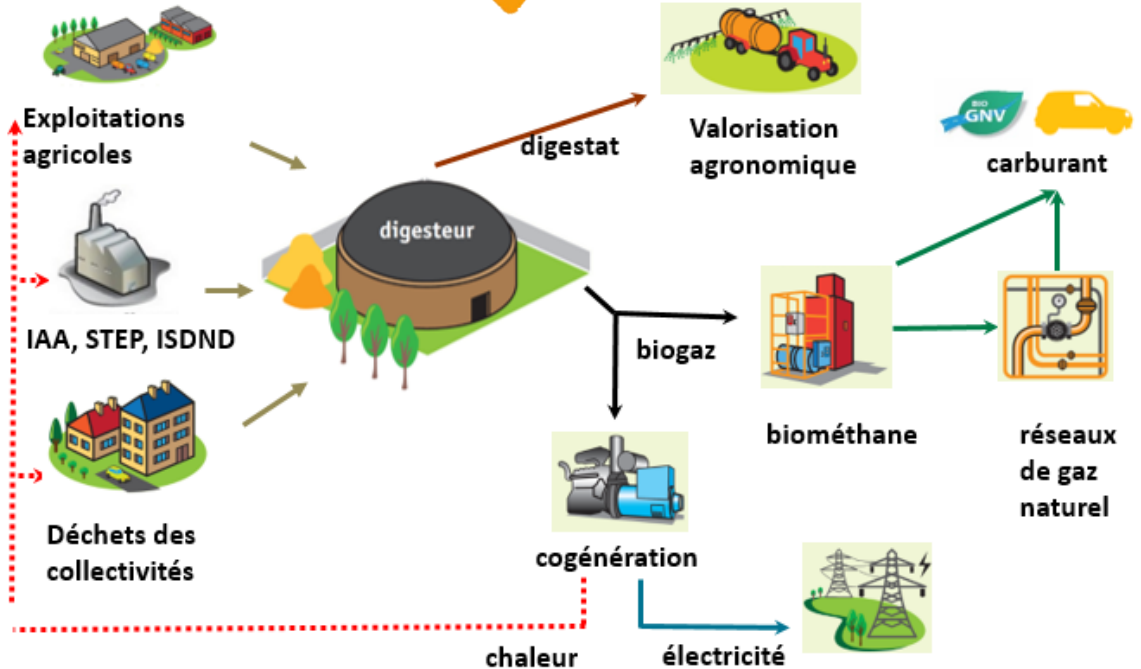 Exploitations
agricoles
IAA, STEP, ISDND
Déchets des
collectivités
digesteur
digestat
Valorisation
agronomique
BIO
GNV
carburant
biogaz
biométhane
réseaux
de gaz
naturel
cogénération
chaleur
électricité